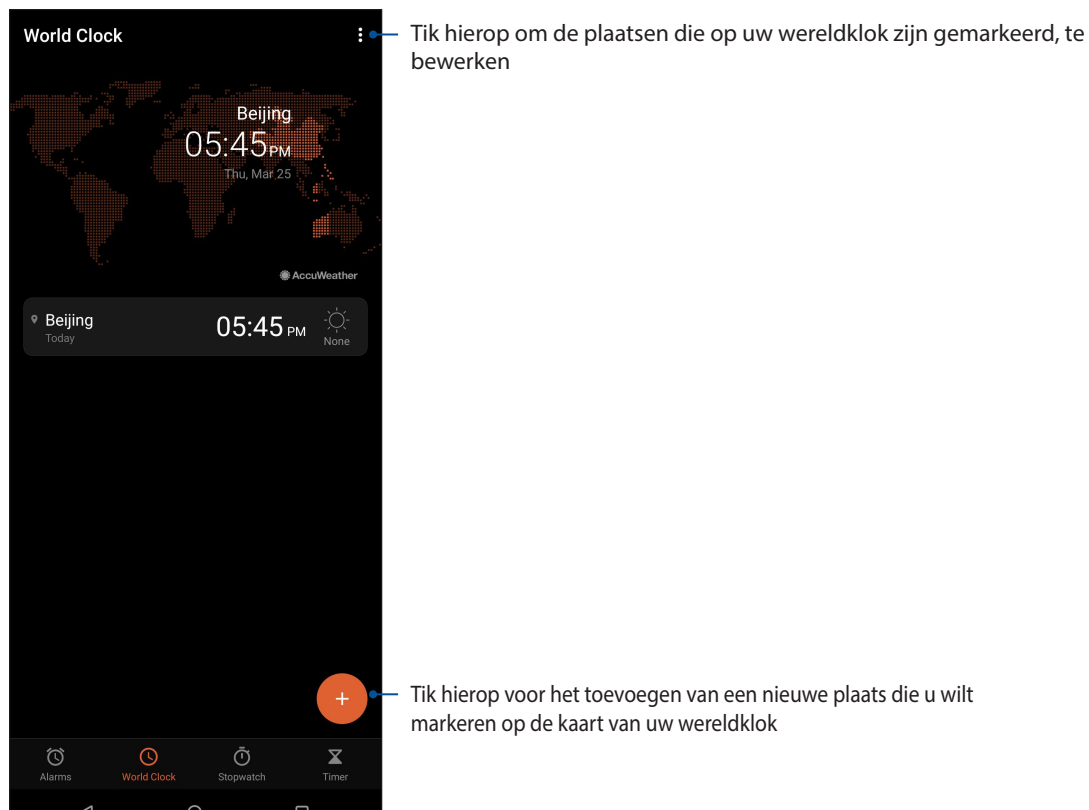 World Clock
Tik hierop om de plaatsen die op uw wereldklok zijn gemarkeerd, te
bewerken
Beijing
05:45 PM
Thu, Mar 25
AccuWeather
Beijing
Today
05:45 PM
None
+
Tik hierop voor het toevoegen van een nieuwe plaats die u wilt
markeren op de kaart van uw wereldklok
Alarms
World Clock
Stopwatch
Timer